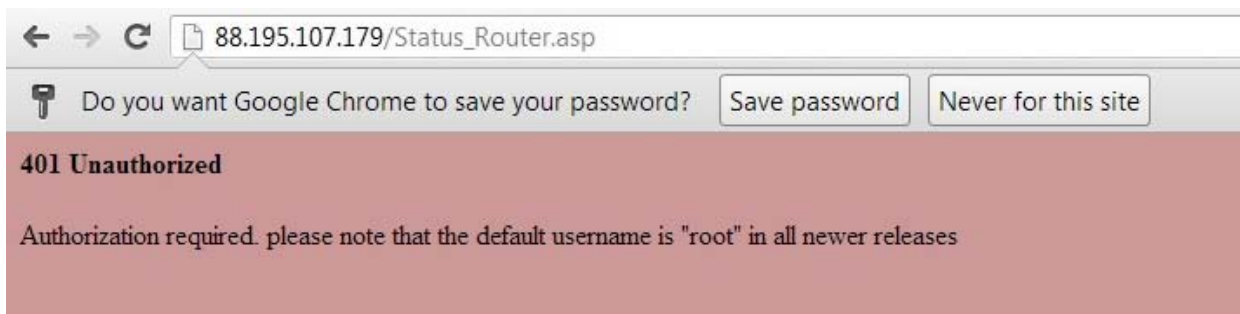 88.195.107.179/Status_Router.asp
Do you want Google Chrome to save your password? Save password Never for this site
401 Unauthorized
Authorization required. please note that the default username is "root" in all newer releases